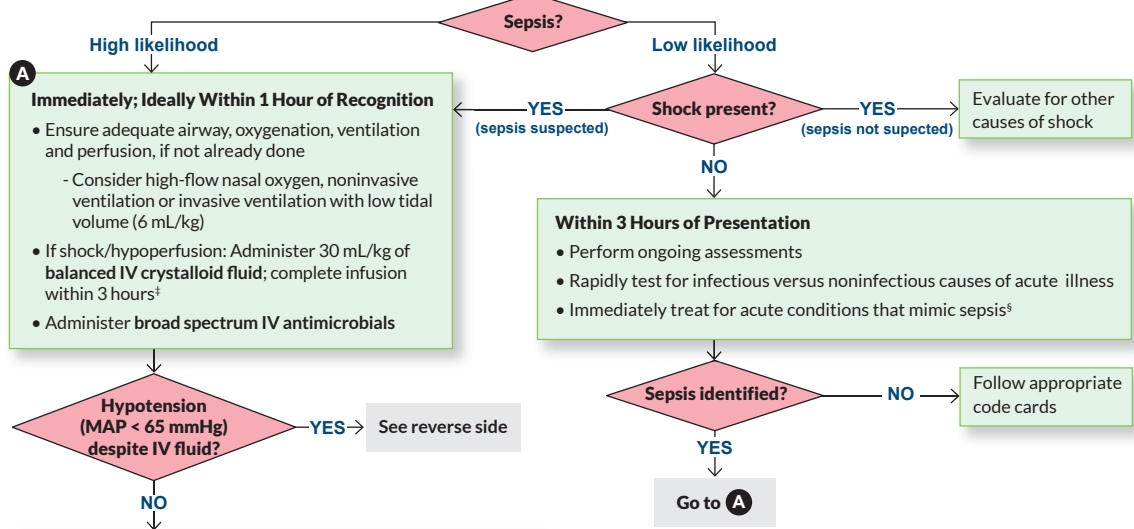 Sepsis?
High likelihood
Low likelihood
A
Immediately; Ideally Within 1 Hour of Recognition
• Ensure adequate airway, oxygenation, ventilation
and perfusion, if not already done
- Consider high-flow nasal oxygen, noninvasive
ventilation or invasive ventilation with low tidal
volume (6 mL/kg)
• If shock/hypoperfusion: Administer 30 mL/kg of
balanced IV crystalloid fluid; complete infusion
within 3 hours‡
• Administer broad spectrum IV antimicrobials
YES
(sepsis suspected)
Shock present?
YES
(sepsis not supected)
Evaluate for other
causes of shock
NO
Within 3 Hours of Presentation
• Perform ongoing assessments
• Rapidly test for infectious versus noninfectious causes of acute illness
• Immediately treat for acute conditions that mimic sepsis§
Hypotension
(MAP < 65 mmHg)
despite IV fluid?
YES
See reverse side
NO
Sepsis identified?
NO
Follow appropriate
code cards
YES
Go to A